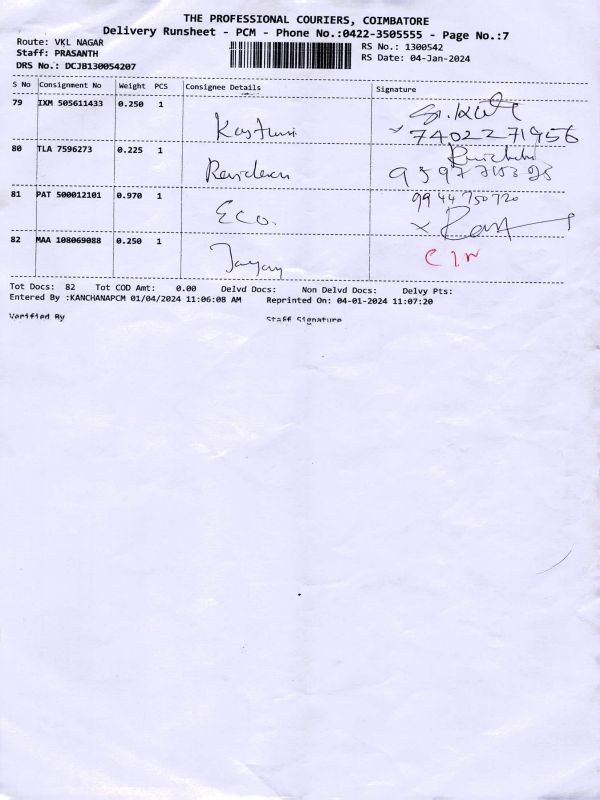 THE PROFESSIONAL COURIERS, COIMBATORE
Delivery Runsheet - PCM - Phone No.:0422-3505555 - Page No.:7
Route: VKL NAGAR
Staff: PRASANTH
DRS No.: DCJB130054207
RS No.: 1300542
RS Date: 04-Jan-2024
S No Consignment No Weight PCS Consignee Details Signature
79 IXM 505611433 0.250 1
7402271956
80 TLA 7596273 0.225 1
81 PAT 500012101 0.970 1 Eco. 9944750720
82 MAA 108069088 0.250 1
Tot Docs: 82 Tot COD Amt: 0.00 Delvd Docs: Non Delvd Docs: Delvy Pts:
Entered By :KANCHANAPCM 01/04/2024 11:06:08 AM Reprinted On: 04-01-2024 11:07:20
Verified By Staff Signature